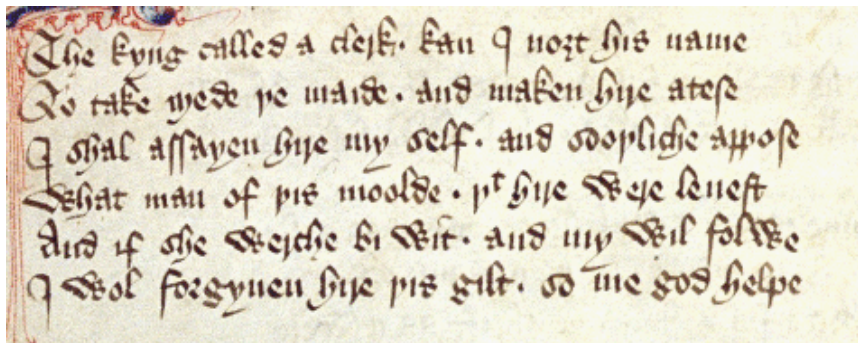 The kyng called a clerk · kan I noȝt his name
To take mede þe maide · and maken hire atese
I shal assayen hire my self · and sooþliche appose
What man of þis moolde · þᵗ hire were leuest
And if she werche bi wit · and my wil folwe
I wol forgyuen hire þis gilt · so me god helpe